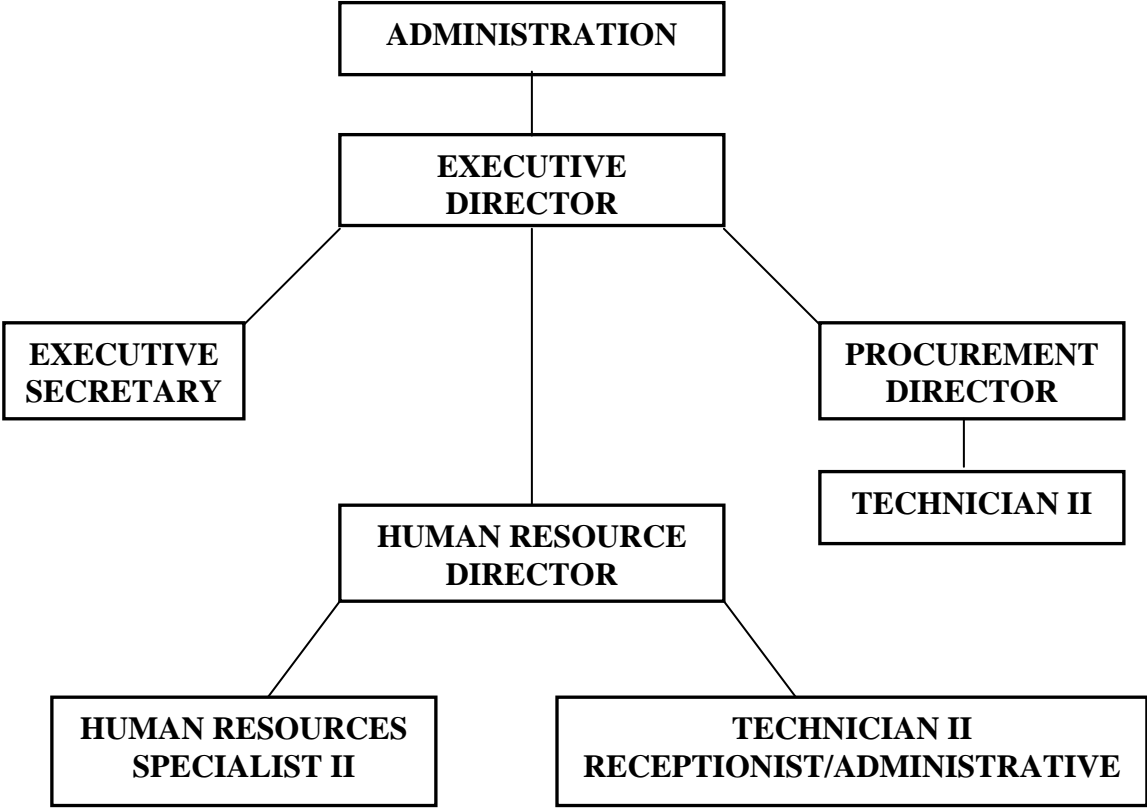 ADMINISTRATION
EXECUTIVE
DIRECTOR
EXECUTIVE
SECRETARY
PROCUREMENT
DIRECTOR
TECHNICIAN II
HUMAN RESOURCE
DIRECTOR
HUMAN RESOURCES
SPECIALIST II
TECHNICIAN II
RECEPTIONIST/ADMINISTRATIVE